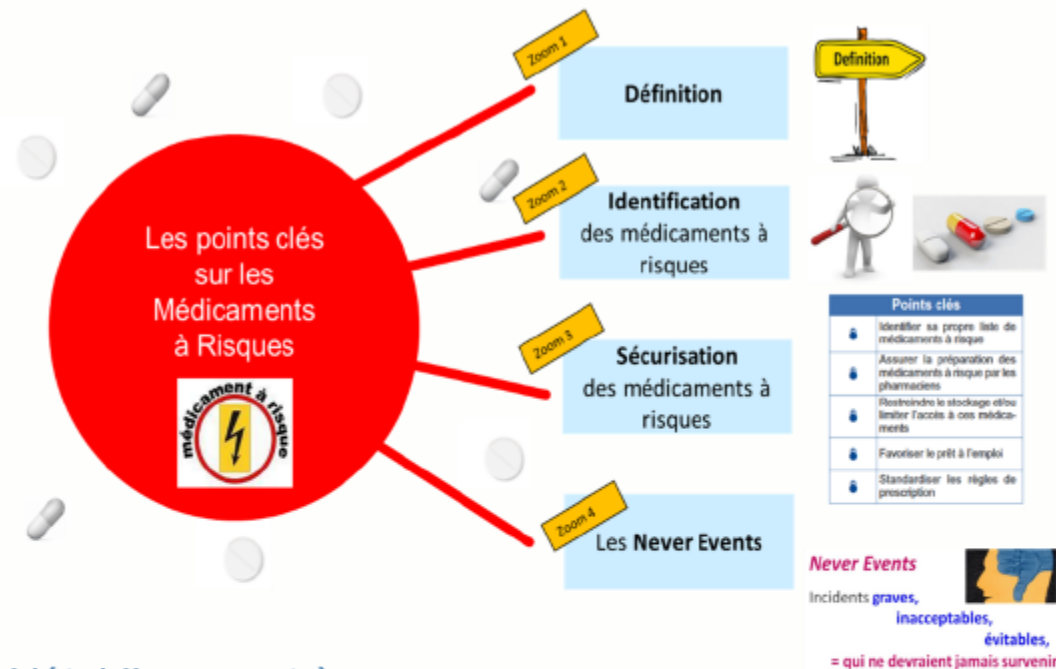 Les points clés
sur les
Médicaments
à Risques
médicament à risque
Zoom 1
Définition
Definition
Zoom 2
Identification
des médicaments à
risques
Zoom 3
Sécurisation
des médicaments à
risques
Points clés
Identifier sa propre liste de
médicaments à risque
Assurer la préparation des
médicaments à risque par les
pharmaciens
Restreindre le stockage et/ou
limiter l'accès à ces médica-
ments
Favoriser le prêt à l'emploi
Standardiser les règles de
prescription
Zoom 4
Les Never Events
Never Events
Incidents graves,
inacceptables,
évitables,
= qui ne devraient jamais survenir